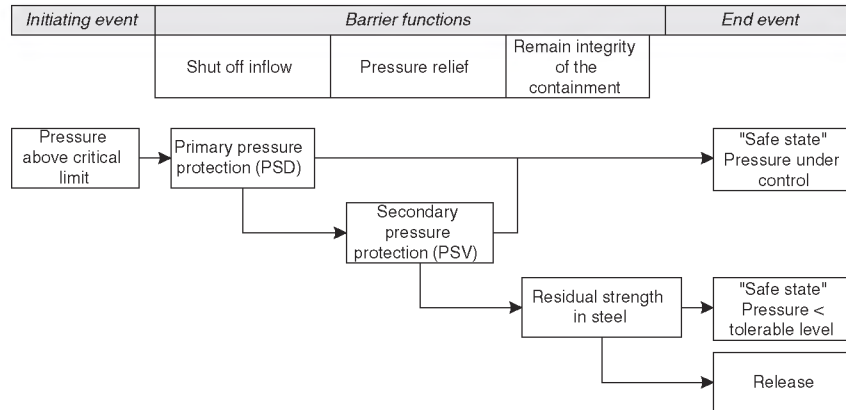 Initiating event
Barrier functions
End event
Shut off inflow
Pressure relief
Remain integrity
of the
containment
Pressure
above critical
limit
Primary pressure
protection (PSD)
"Safe state"
Pressure under
control
Secondary
pressure
protection (PSV)
Residual strength
in steel
"Safe state"
Pressure <
tolerable level
Release